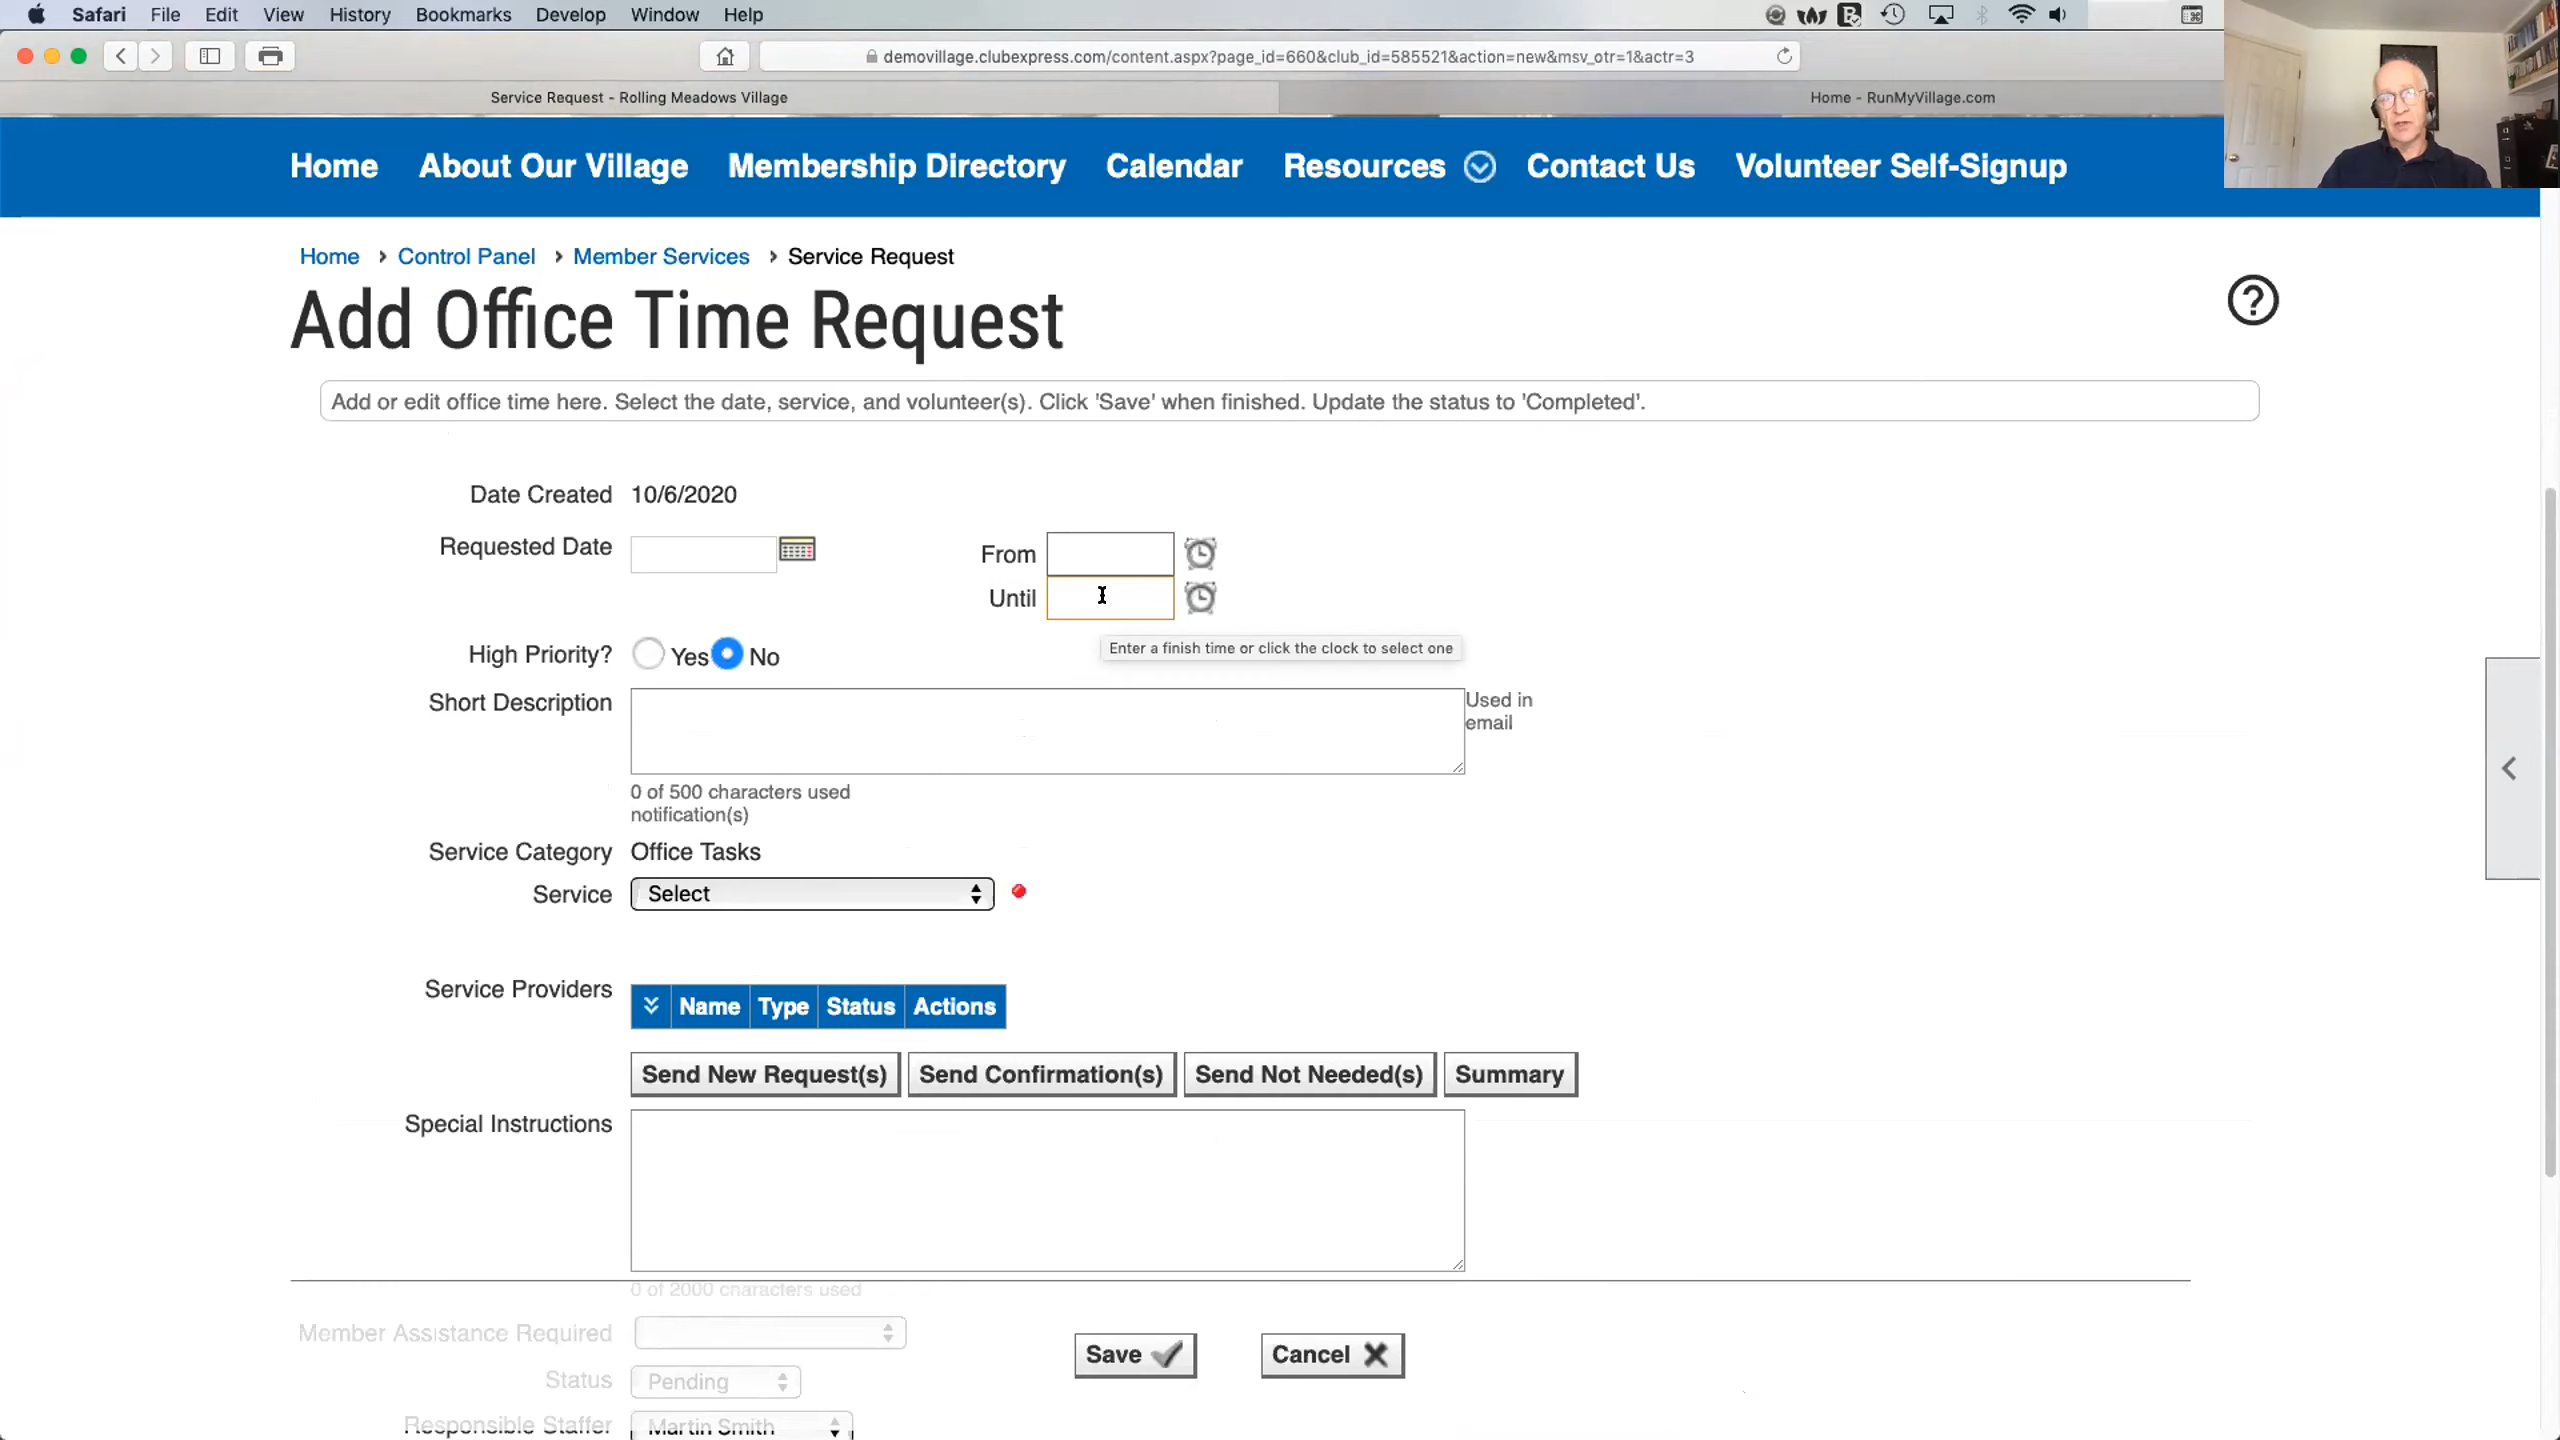 Safari File Edit View History Bookmarks Develop Window Help
demovillage.clubexpress.com/content.aspx?page_id=660&club_id=585521&action=new&msv_otr=1&actr=3
Service Request - Rolling Meadows Village
Home - RunMyVillage.com
Home About Our Village Membership Directory Calendar Resources Contact Us Volunteer Self-Signup
Home › Control Panel › Member Services › Service Request
Add Office Time Request
Add or edit office time here. Select the date, service, and volunteer(s). Click 'Save' when finished. Update the status to 'Completed'.
Date Created 10/6/2020
Requested Date
From
Until
High Priority? Yes No
Enter a finish time or click the clock to select one
Short Description
Used in
email
0 of 500 characters used
notification(s)
Service Category Office Tasks
Service Select
Service Providers
Name Type Status Actions
Send New Request(s) Send Confirmation(s) Send Not Needed(s) Summary
Special Instructions
0 of 2000 characters used
Member Assistance Required
Save Cancel
Status Pending
Responsible Staffer Martin Smith